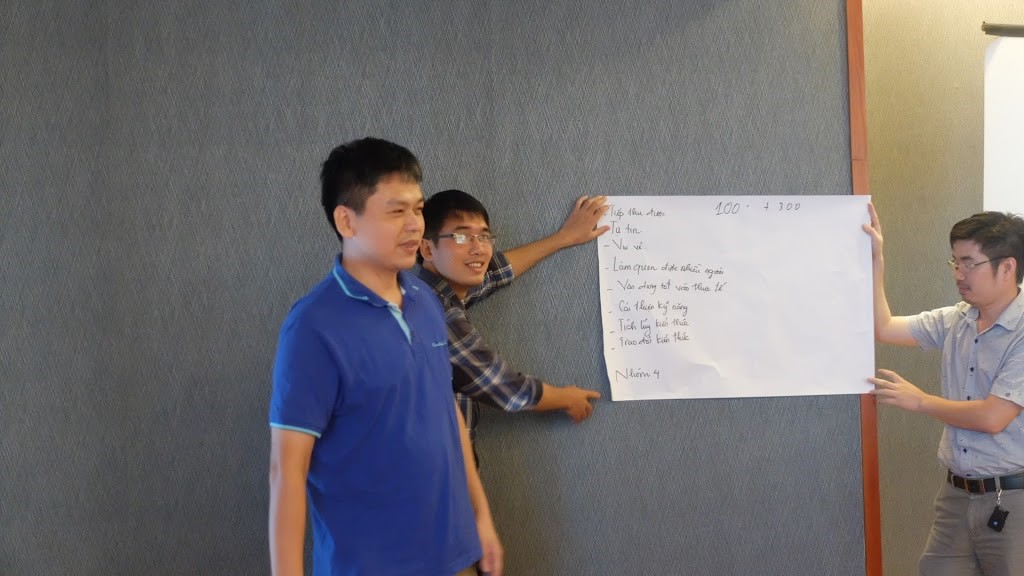 - Tiếp thu được 100 + 300
- Tự tin
- Vui vẻ
- Làm quen được nhiều người
- Vận dụng tốt vào thực tế
- Cải thiện kỹ năng
- Tích lũy kiến thức
- Trao đổi kiến thức
Nhóm 4